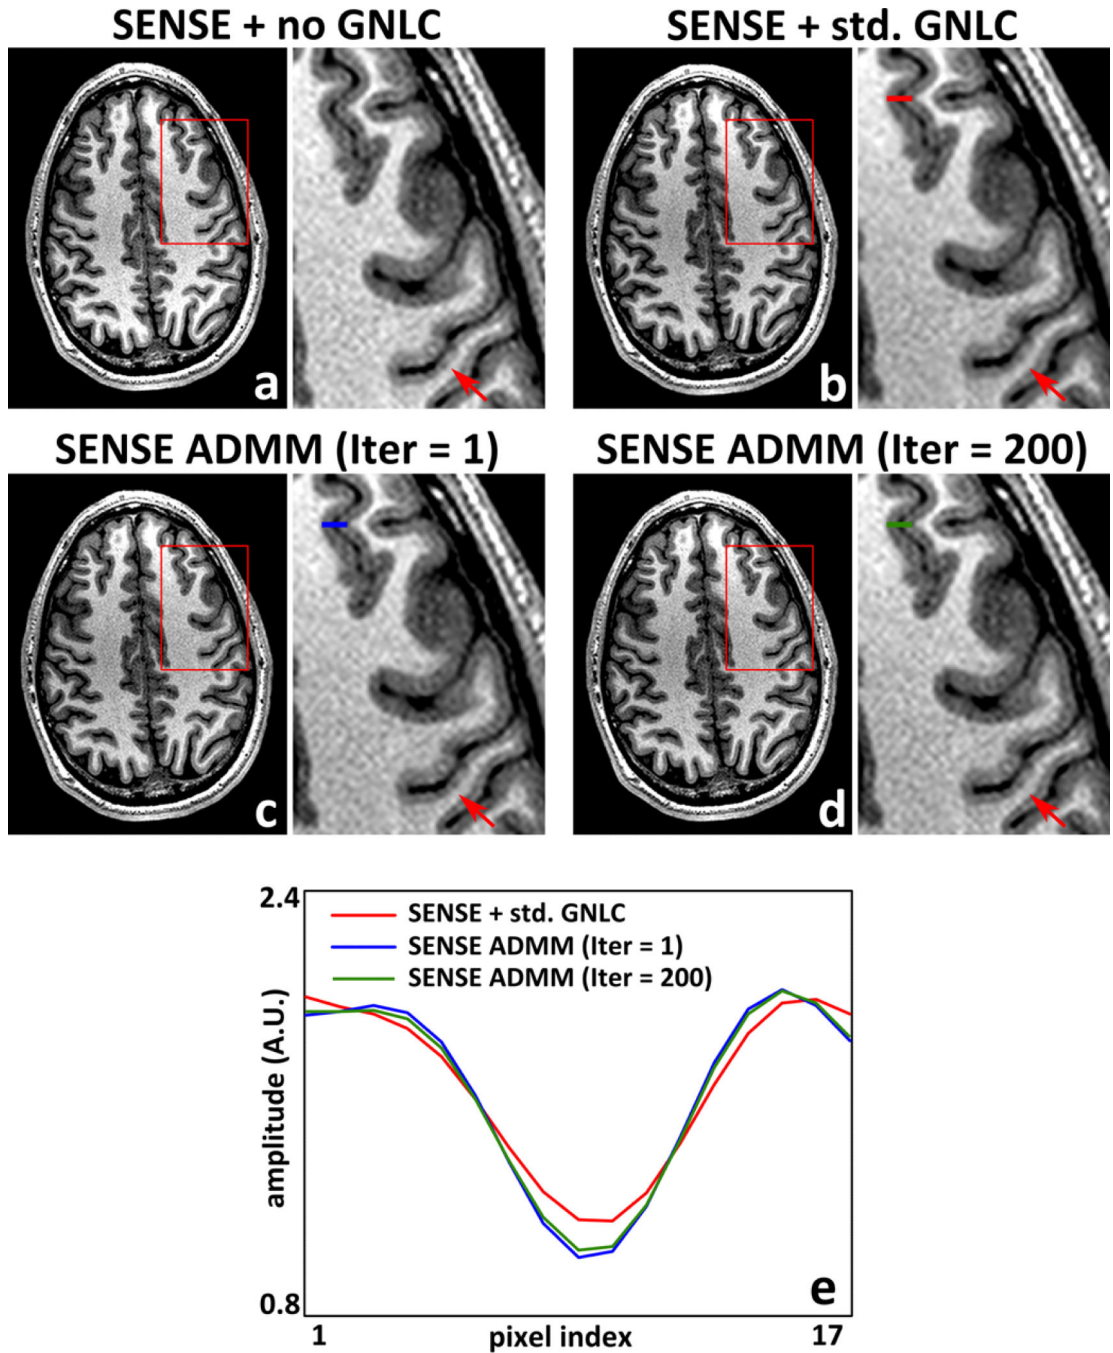 SENSE + no GNLC
SENSE + std. GNLC
a
b
SENSE ADMM (Iter = 1)
SENSE ADMM (Iter = 200)
c
d
2.4
SENSE + std. GNLC
SENSE ADMM (Iter = 1)
SENSE ADMM (Iter = 200)
amplitude (A.U.)
e
0.8
1
pixel index
17